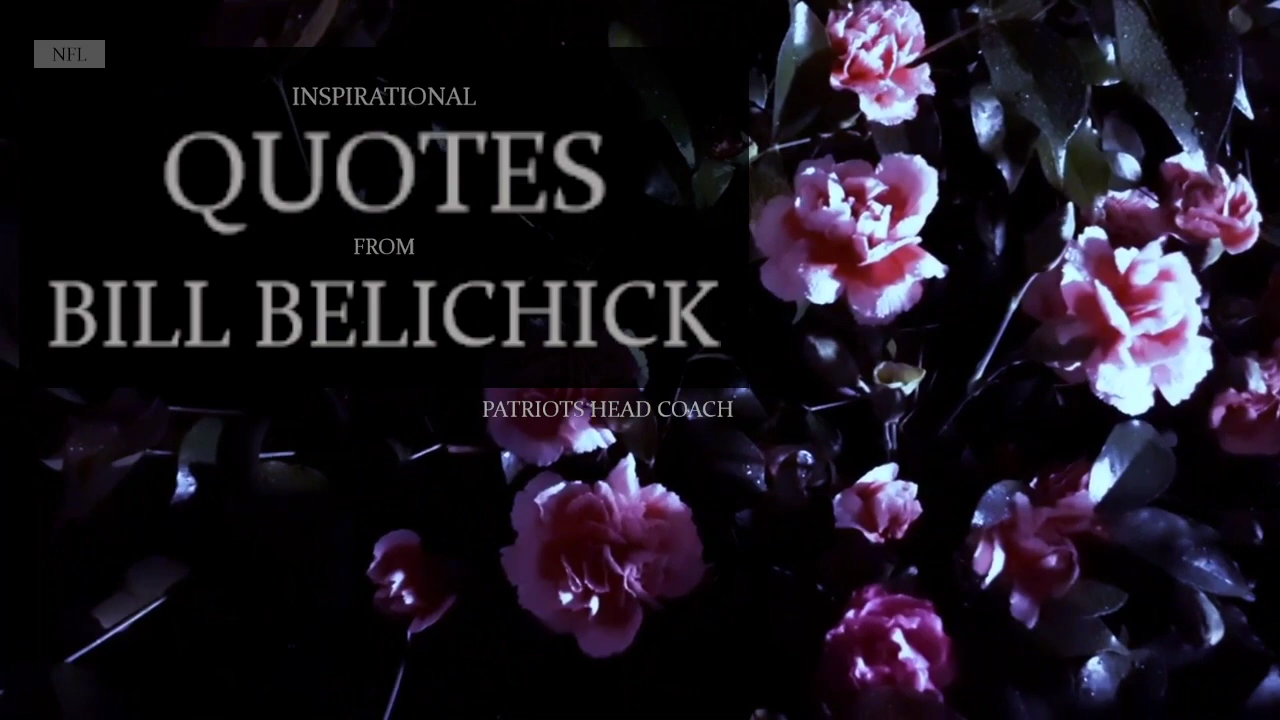 NFL
INSPIRATIONAL
QUOTES
FROM
BILL BELICHICK
PATRIOTS HEAD COACH